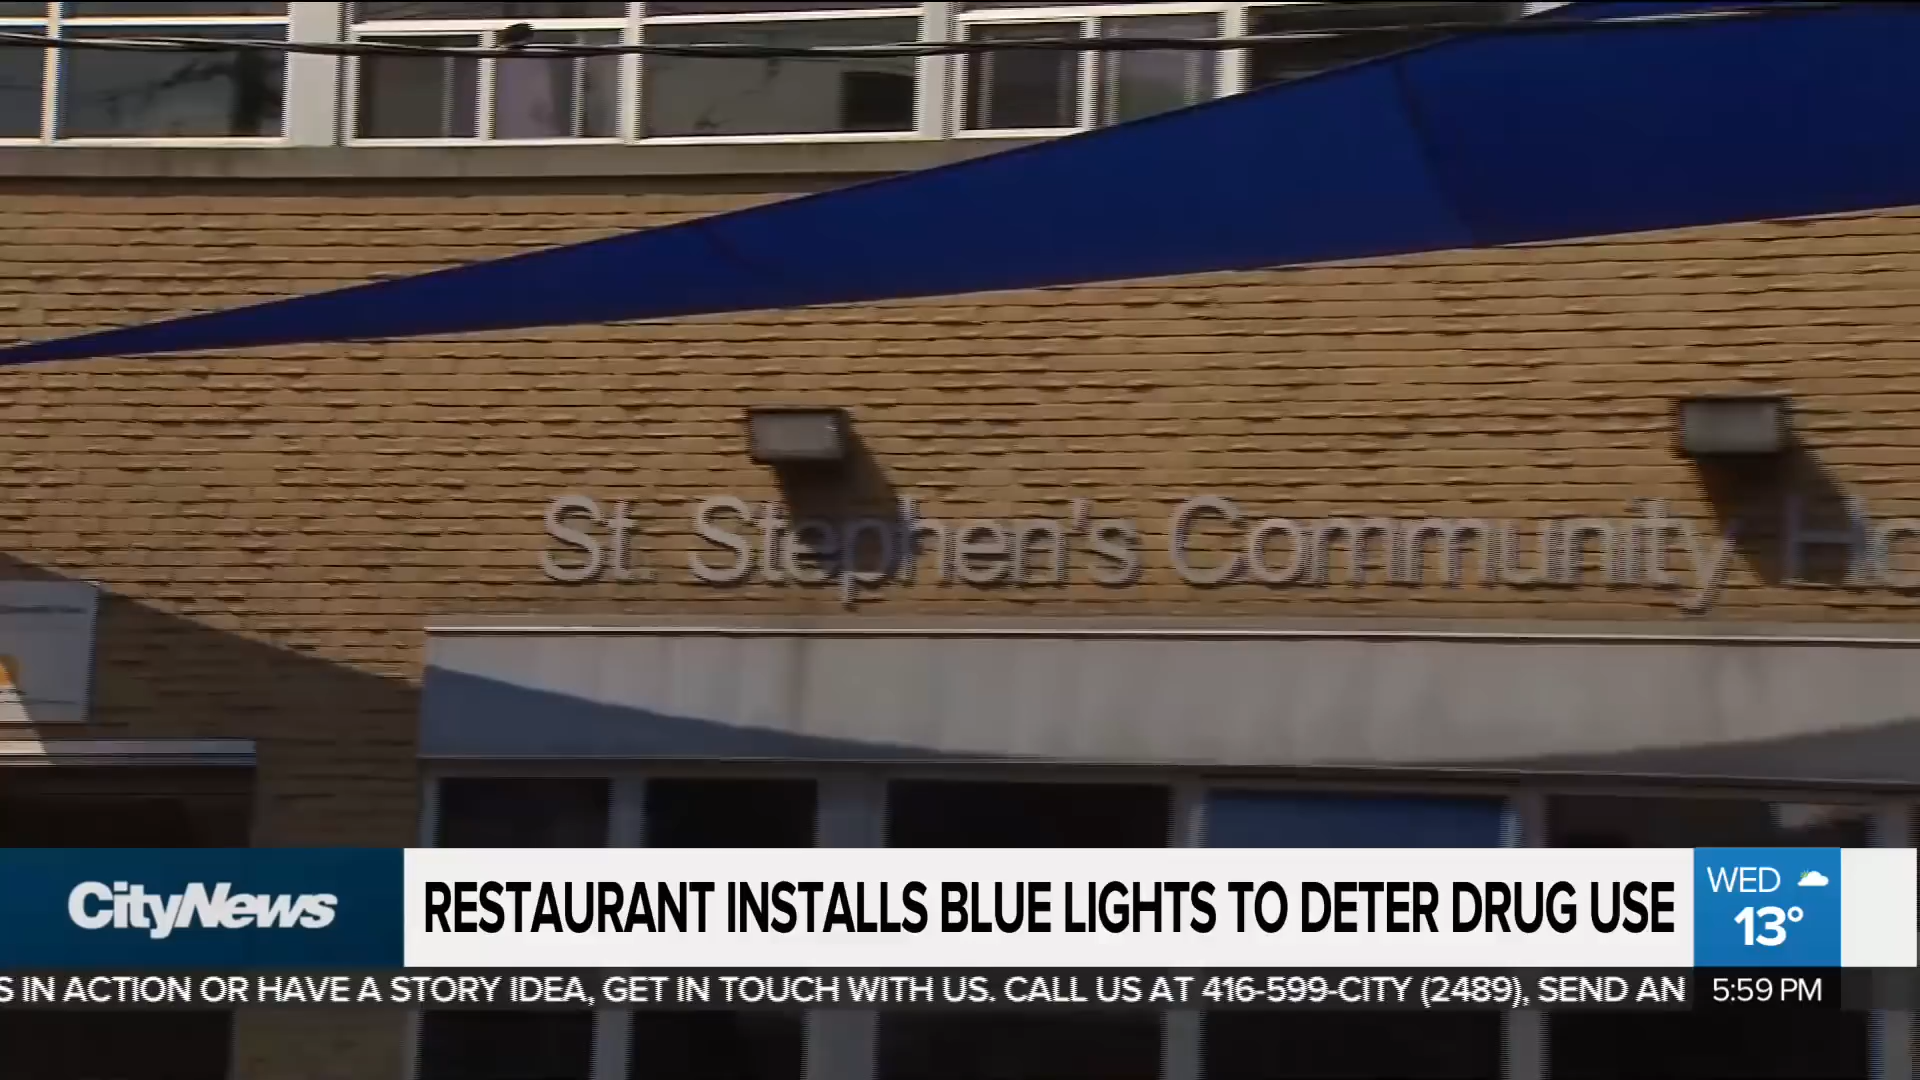 St. Stephen's Community Ho
CityNews
RESTAURANT INSTALLS BLUE LIGHTS TO DETER DRUG USE
WED
13°
S IN ACTION OR HAVE A STORY IDEA, GET IN TOUCH WITH US. CALL US AT 416-599-CITY (2489), SEND AN
5:59 PM